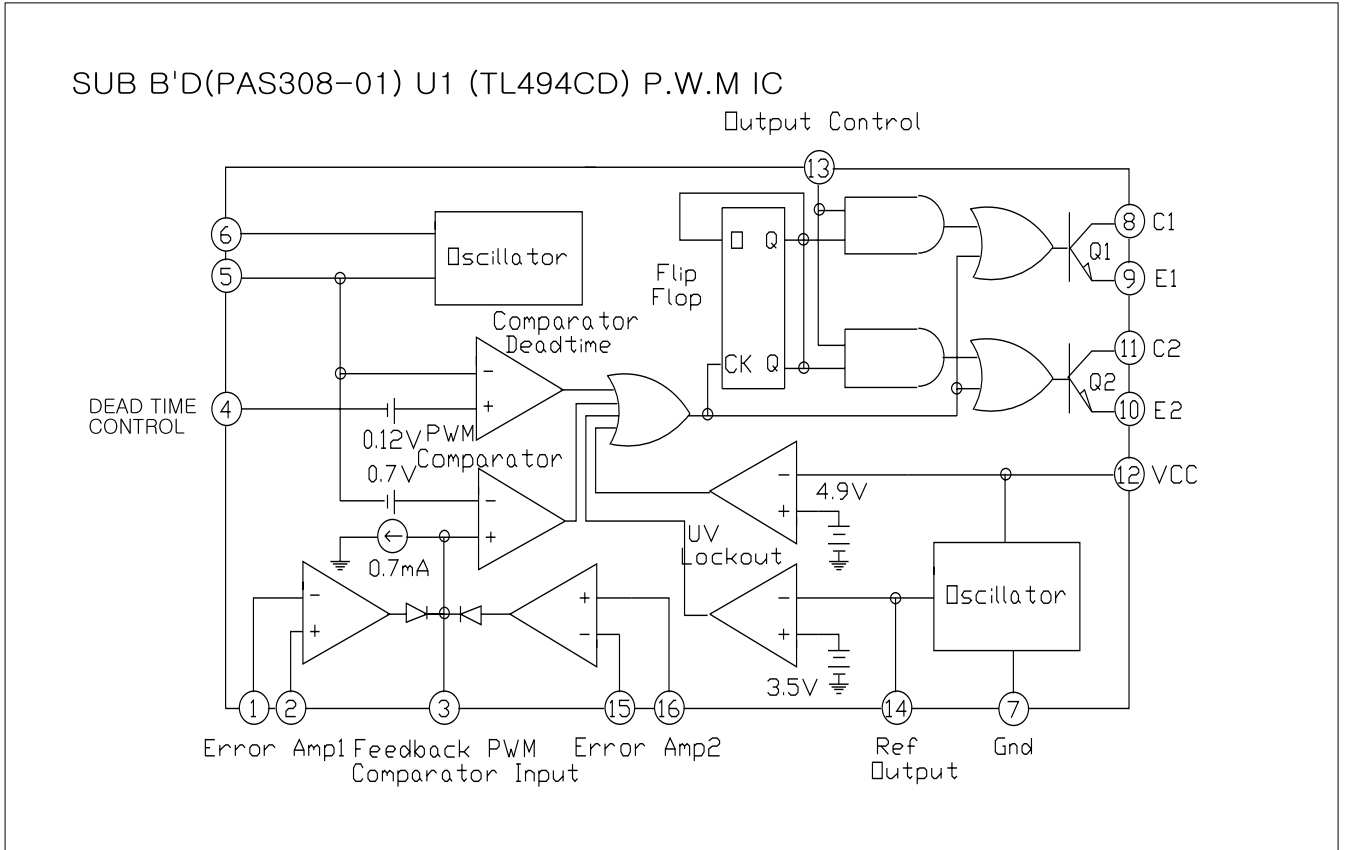 SUB B'D(PAS308-01) U1 (TL494CD) P.W.M IC
Output Control
13
6
5
Oscillator
Flip
Flop
D Q
CK Q
8 C1
Q1
9 E1
11 C2
Q2
10 E2
Comparator
Deadtime
-
+
DEAD TIME
CONTROL
4
0.12V
PWM
Comparator
0.7V
-
+
0.7mA
-
+
4.9V
12 VCC
UV
Lockout
-
+
3.5V
Oscillator
-
+
+
-
1
2
3
15
16
14
7
Error Amp1
Feedback PWM
Comparator Input
Error Amp2
Ref
Output
Gnd